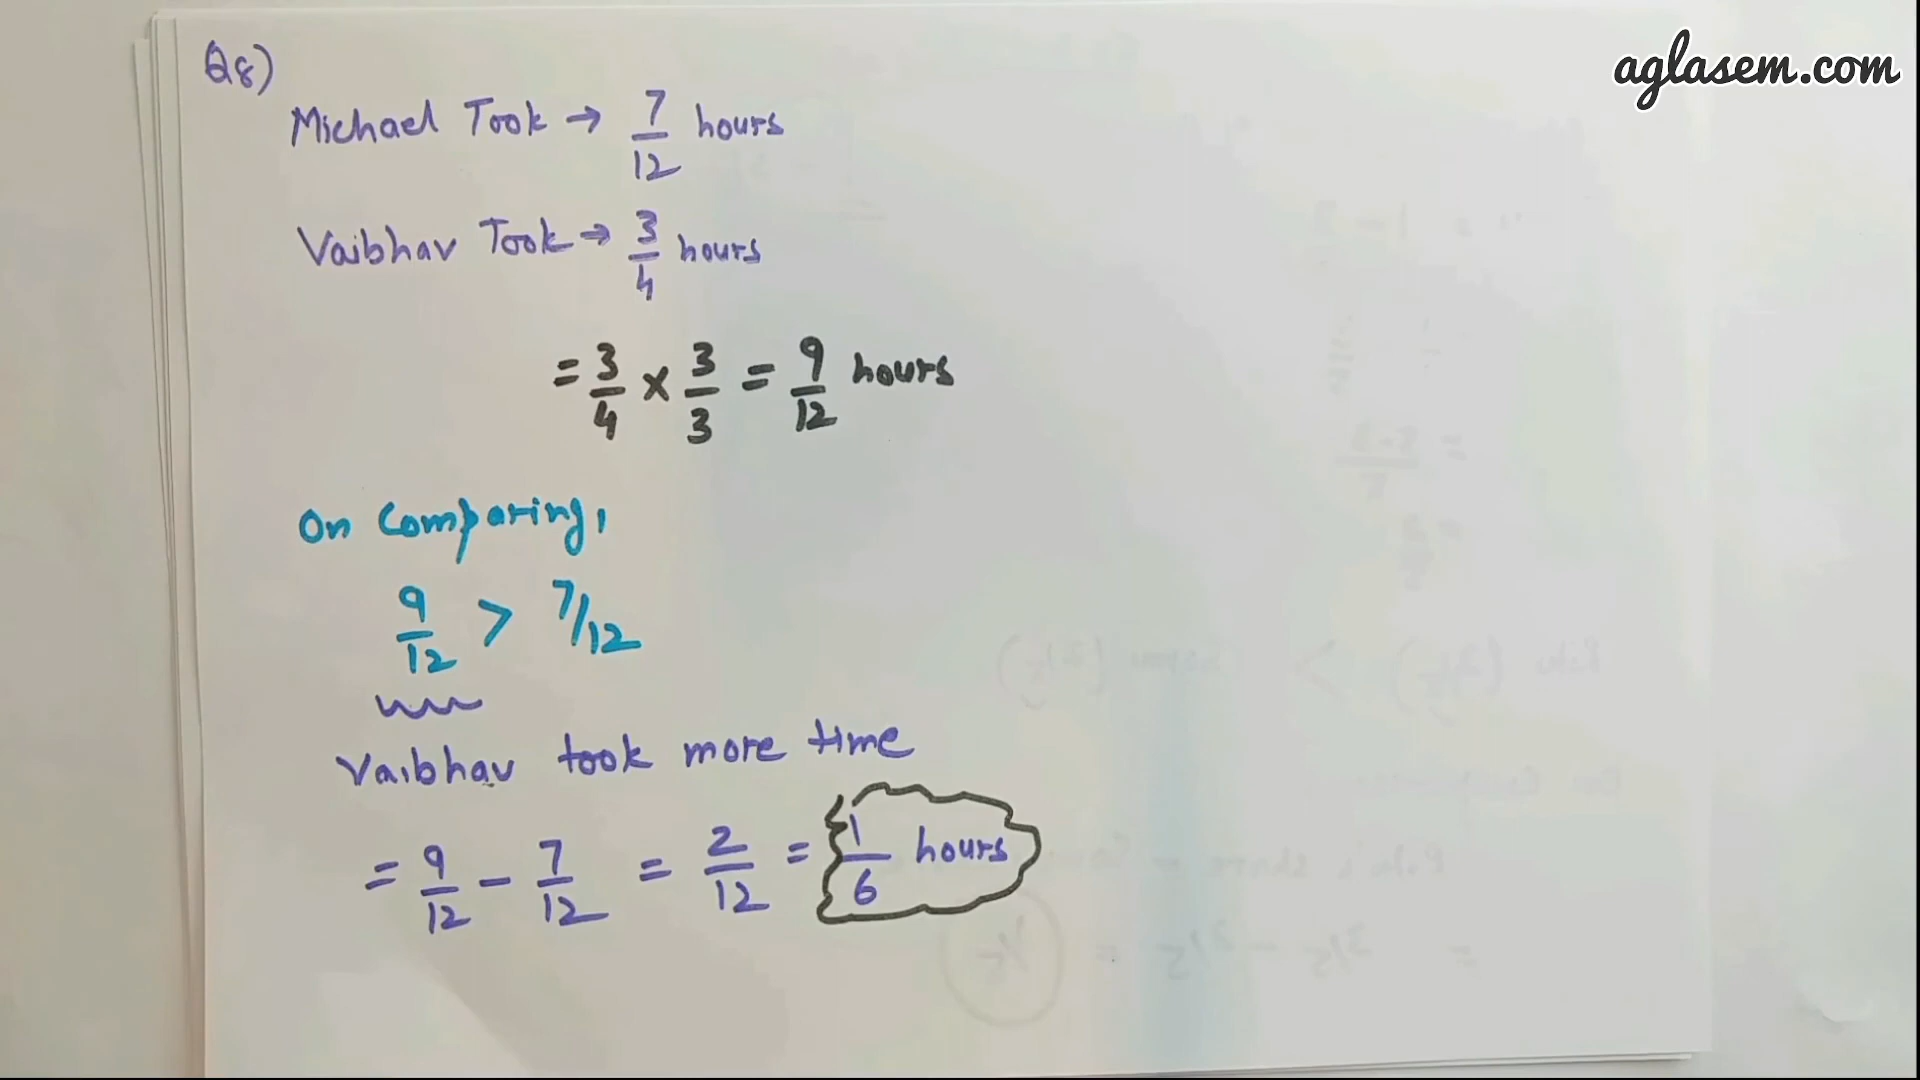 aglasem.com
Q8)
Michael Took → 7/12 hours
Vaibhav Took → 3/4 hours
= 3/4 × 3/3 = 9/12 hours
On Comparing,
9/12 > 7/12
Vaibhav took more time
= 9/12 - 7/12 = 2/12 = 1/6 hours